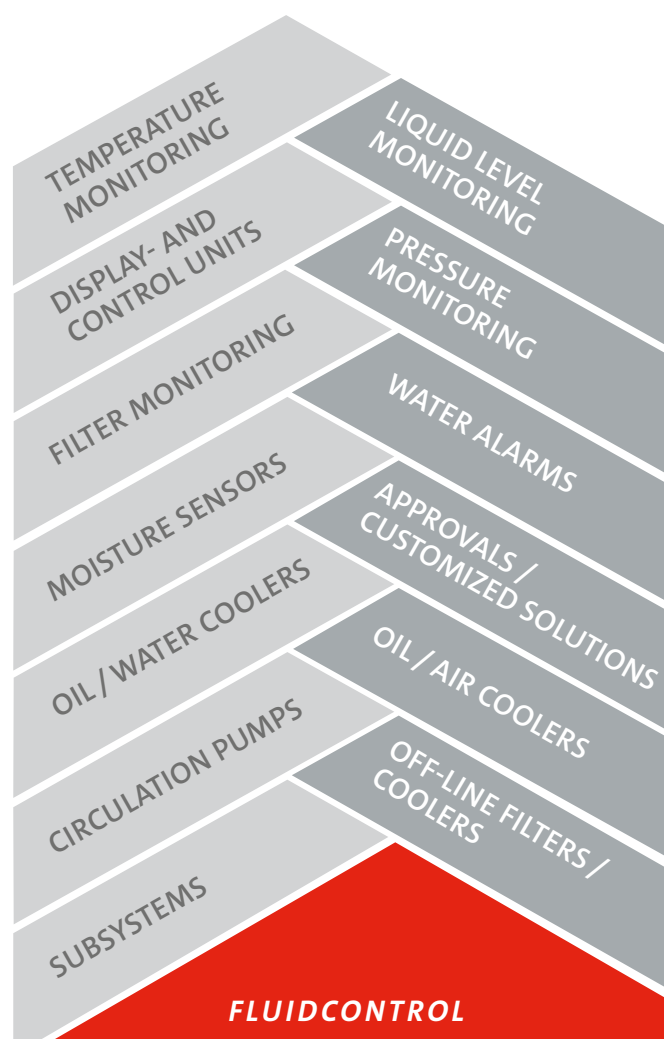 TEMPERATURE
MONITORING
LIQUID LEVEL
MONITORING
DISPLAY- AND
CONTROL UNITS
PRESSURE
MONITORING
FILTER MONITORING
WATER ALARMS
MOISTURE SENSORS
APPROVALS /
CUSTOMIZED SOLUTIONS
OIL / WATER COOLERS
OIL / AIR COOLERS
CIRCULATION PUMPS
OFF-LINE FILTERS /
COOLERS
SUBSYSTEMS
FLUIDCONTROL